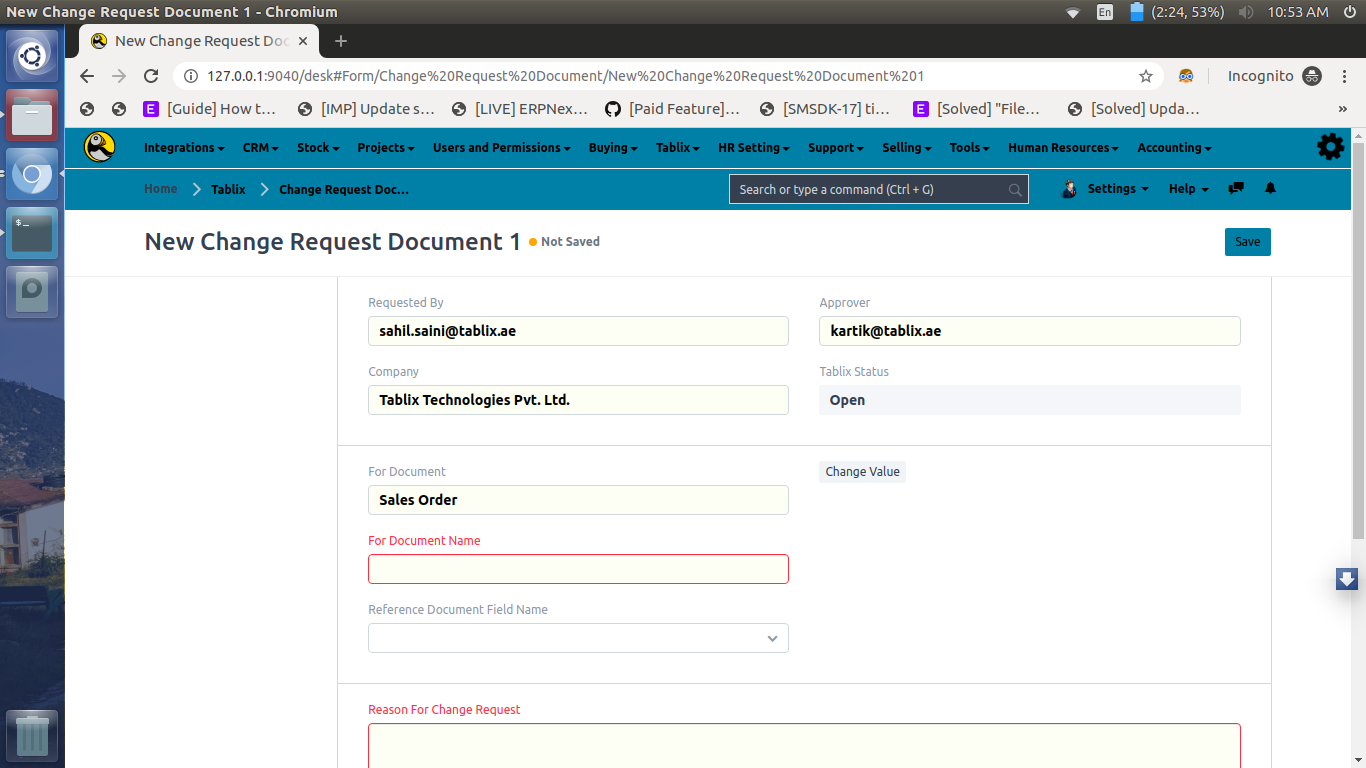 New Change Request Document 1 - Chromium
En (2:24, 53%) 10:53 AM
New Change Request Doc
127.0.0.1:9040/desk#Form/Change%20Request%20Document/New%20Change%20Request%20Document%201 Incognito
E [Guide] How t… [IMP] Update s… [LIVE] ERPNex… [Paid Feature]… [SMSDK-17] ti… E [Solved] "File… [Solved] Upda… »
Integrations CRM Stock Projects Users and Permissions Buying Tablix HR Setting Support Selling Tools Human Resources Accounting
Home Tablix Change Request Doc... Search or type a command (Ctrl + G) Settings Help
New Change Request Document 1 Not Saved Save
Requested By Approver
sahil.saini@tablix.ae kartik@tablix.ae
Company Tablix Status
Tablix Technologies Pvt. Ltd. Open
For Document Change Value
Sales Order
For Document Name
Reference Document Field Name
Reason For Change Request